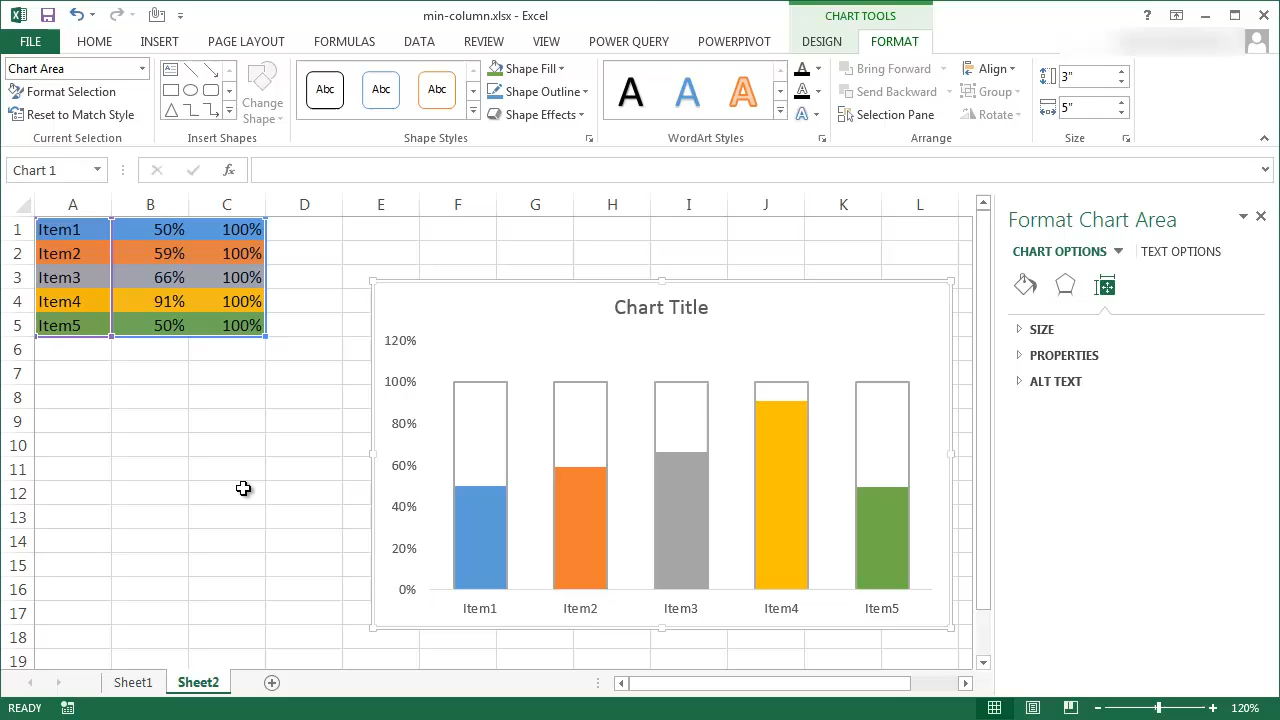 min-column.xlsx - Excel
CHART TOOLS
?
FILE HOME INSERT PAGE LAYOUT FORMULAS DATA REVIEW VIEW POWER QUERY POWERPIVOT DESIGN FORMAT
Chart Area
Format Selection
Reset to Match Style
Current Selection
Change
Shape
Insert Shapes
Abc Abc Abc
Shape Fill
Shape Outline
Shape Effects
Shape Styles
A A A
A
A
A
WordArt Styles
Bring Forward
Send Backward
Selection Pane
Align
Group
Rotate
Arrange
3"
5"
Size
Chart 1
fx
A B C D E F G H I J K L
1 Item1 50% 100%
2 Item2 59% 100%
3 Item3 66% 100%
4 Item4 91% 100%
5 Item5 50% 100%
6
7
8
9
10
11
12
13
14
15
16
17
18
19
Chart Title
120%
100%
80%
60%
40%
20%
0%
Item1 Item2 Item3 Item4 Item5
Format Chart Area
CHART OPTIONS TEXT OPTIONS
SIZE
PROPERTIES
ALT TEXT
Sheet1 Sheet2
READY
120%